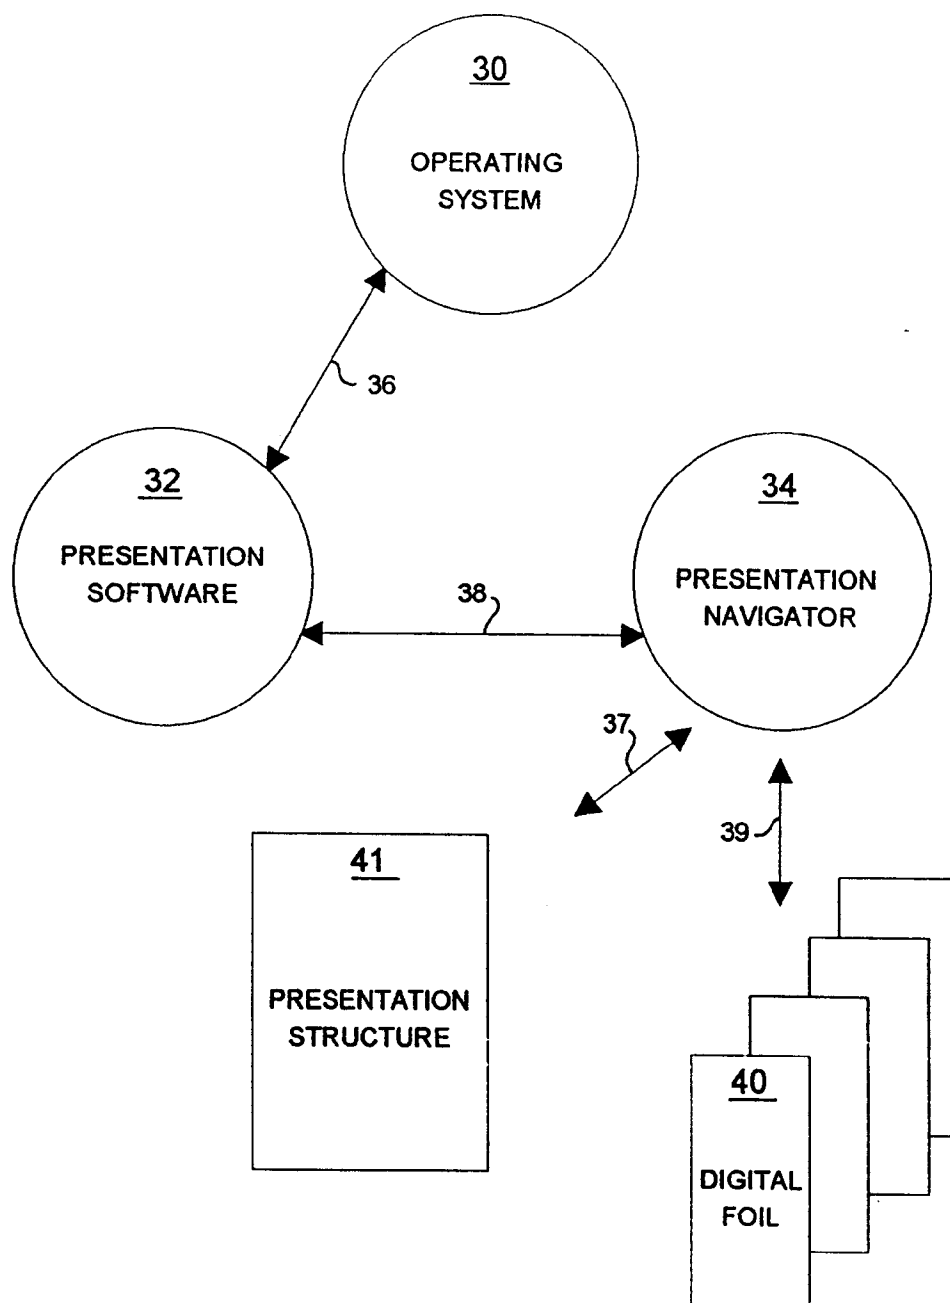 30
OPERATING
SYSTEM
36
32
PRESENTATION
SOFTWARE
34
PRESENTATION
NAVIGATOR
38
37
39
41
PRESENTATION
STRUCTURE
40
DIGITAL
FOIL